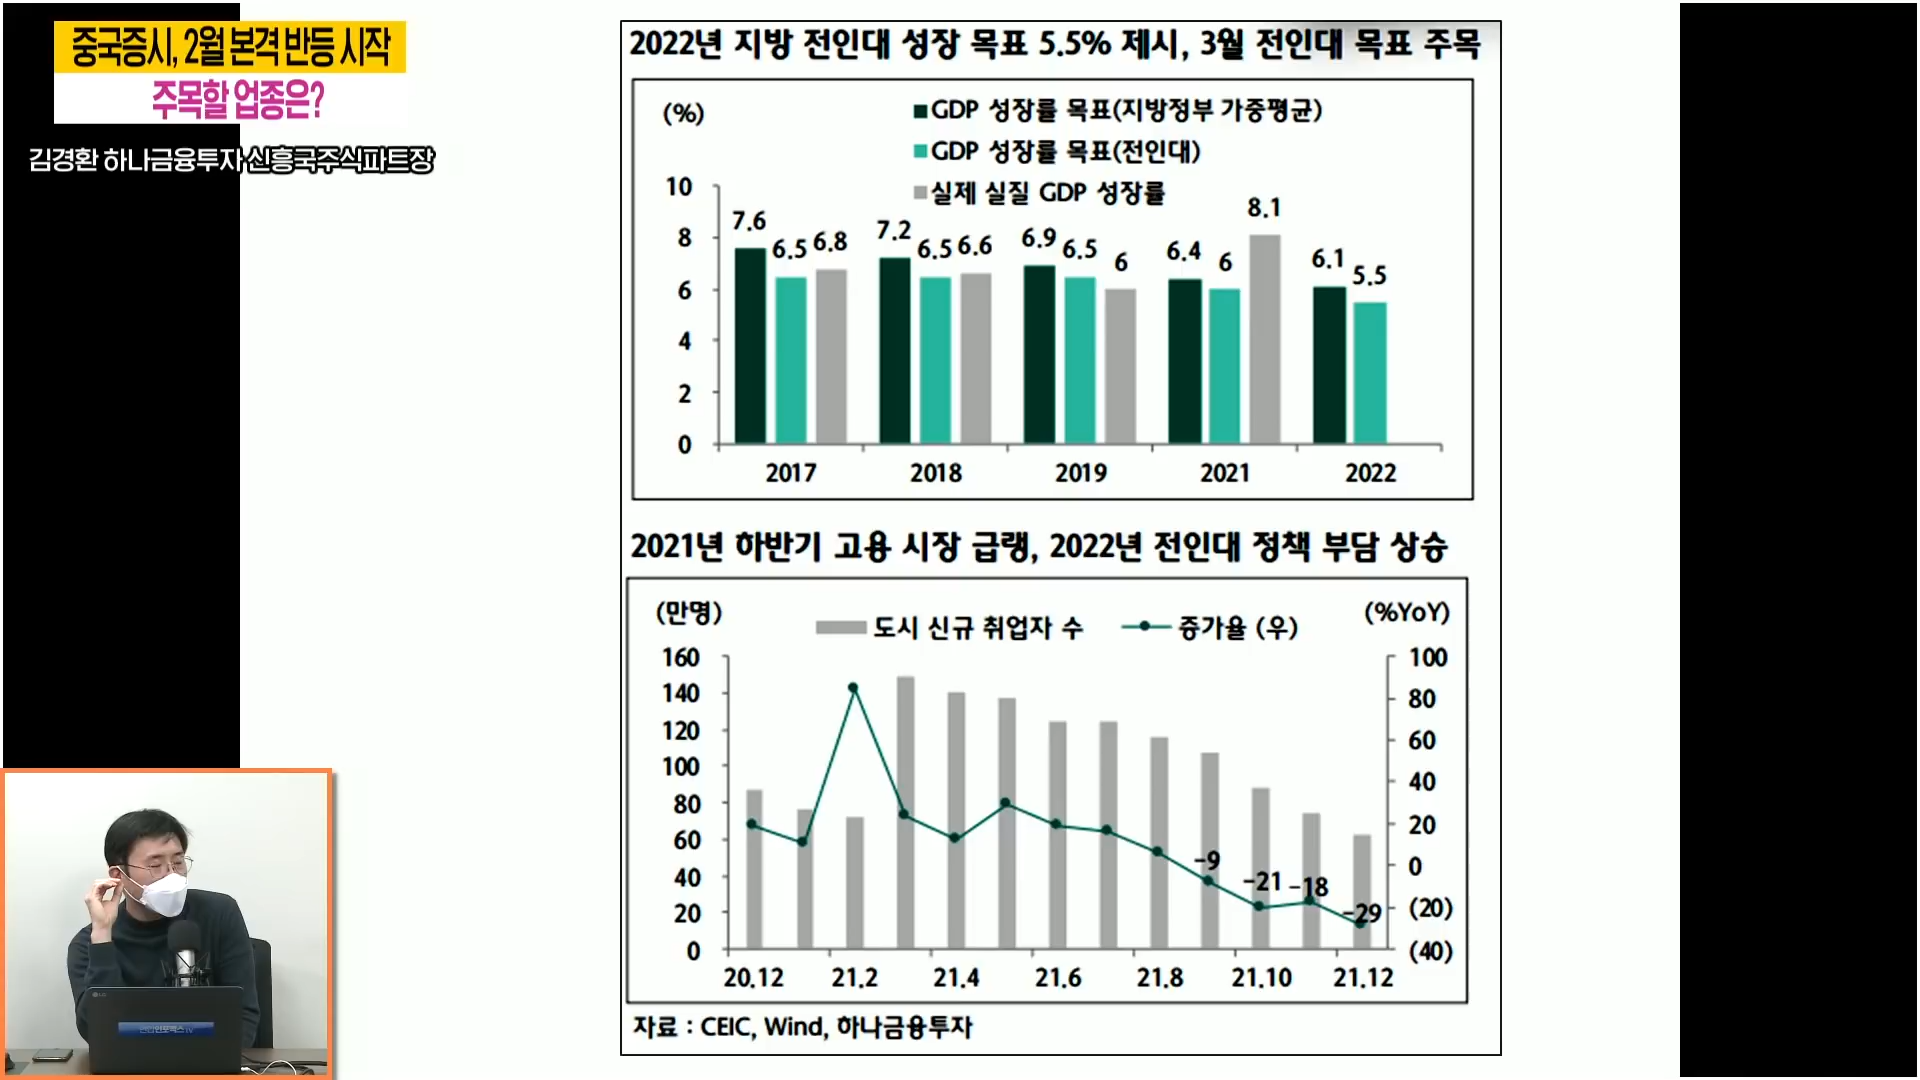 중국증시, 2월 본격 반등 시작
주목할 업종은?
김경환 하나금융투자 신흥국주식파트장
2022년 지방 전인대 성장 목표 5.5% 제시, 3월 전인대 목표 주목
(%)
GDP 성장률 목표(지방정부 가중평균)
GDP 성장률 목표(전인대)
실제 실질 GDP 성장률
10
8
6
4
2
0
7.6 6.5 6.8
7.2 6.5 6.6
6.9 6.5 6
6.4 6 8.1
6.1 5.5
2017 2018 2019 2021 2022
2021년 하반기 고용 시장 급랭, 2022년 전인대 정책 부담 상승
(만명) (%YoY)
도시 신규 취업자 수 증가율 (우)
160 100
140 80
120 60
100 40
80 20
60 0
40 (20)
20 (40)
0
-9 -21 -18 -29
20.12 21.2 21.4 21.6 21.8 21.10 21.12
자료 : CEIC, Wind, 하나금융투자
LG
연합인포맥스TV